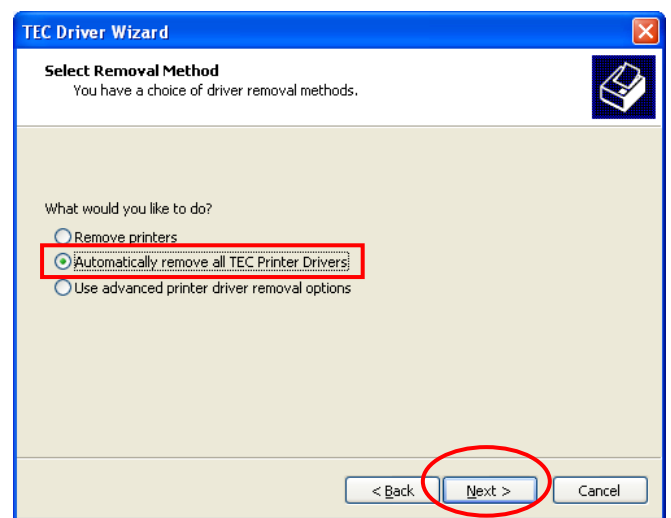 TEC Driver Wizard
Select Removal Method
You have a choice of driver removal methods.
What would you like to do?
Remove printers
Automatically remove all TEC Printer Drivers
Use advanced printer driver removal options
< Back Next > Cancel